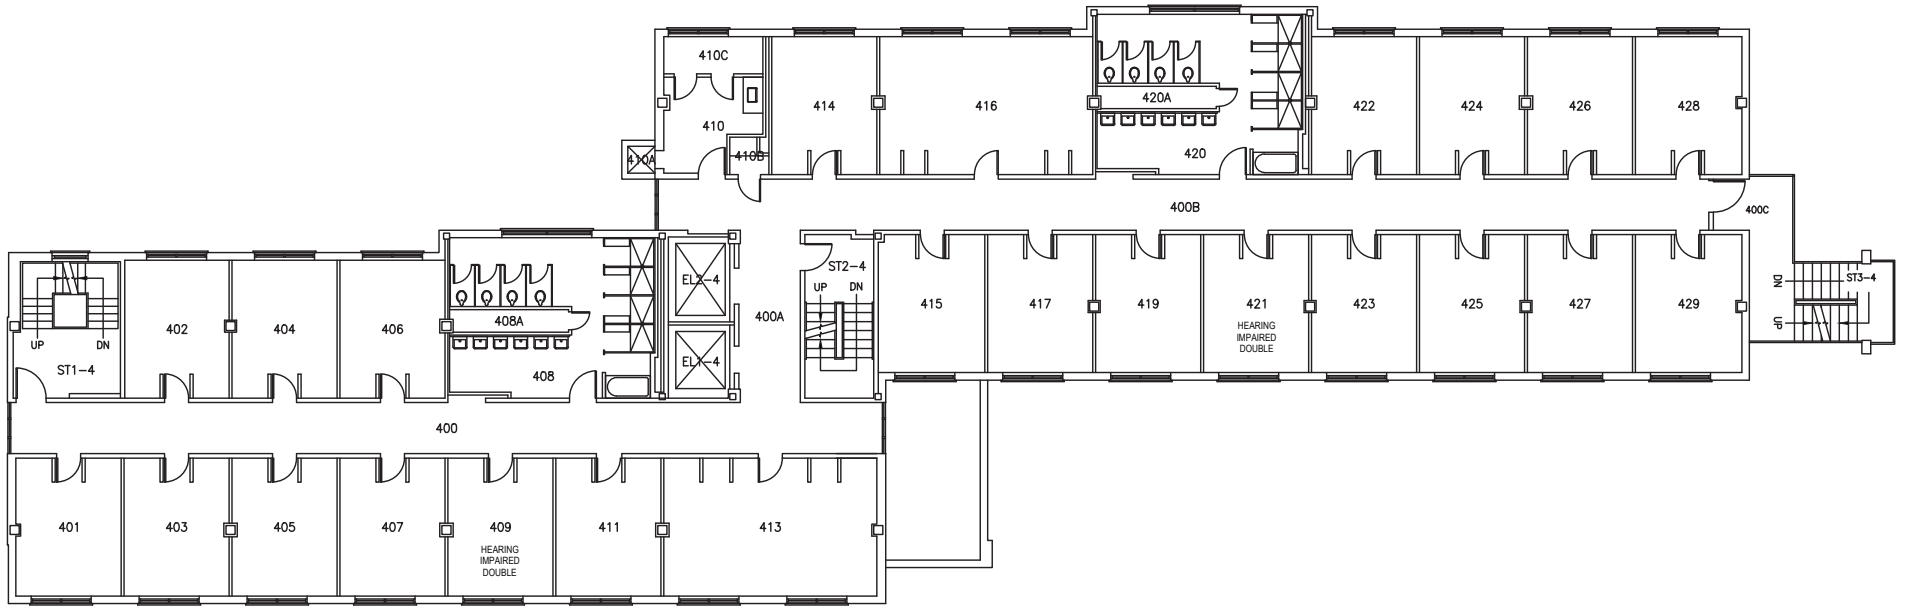 410C
410
410A
410B
414
416
420A
420
422
424
426
428
400B
400C
ST1-4
UP
DN
402
404
406
408A
408
EL2-4
EL1-4
400A
ST2-4
UP
DN
415
417
419
421
HEARING
IMPAIRED
DOUBLE
423
425
427
429
DN
UP
ST3-4
400
401
403
405
407
409
HEARING
IMPAIRED
DOUBLE
411
413